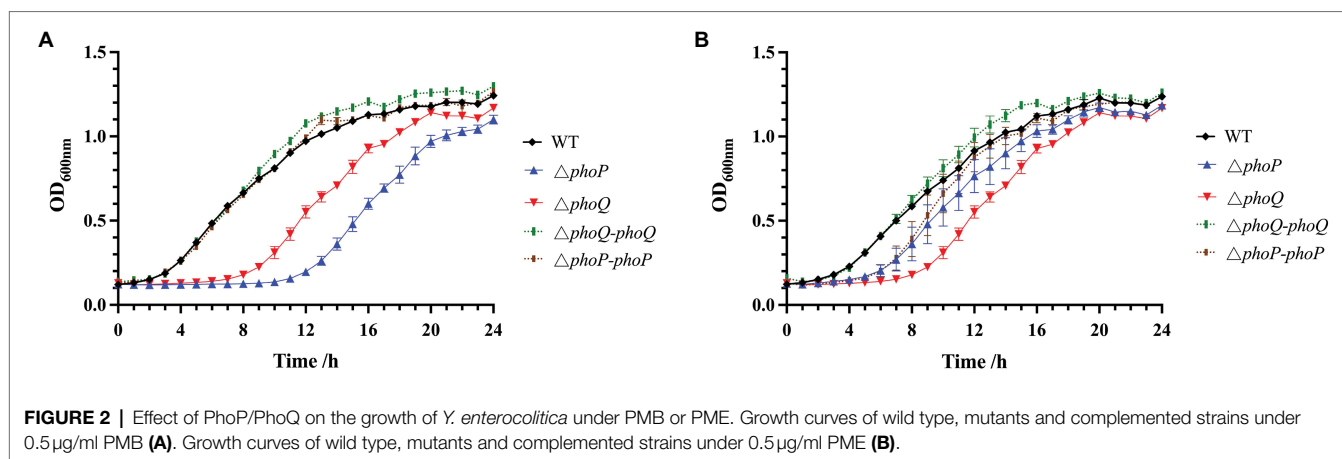 A
1.5
1.0
0.5
0.0
OD600nm
0 4 8 12 16 20 24
Time /h
WT
△phoP
△phoQ
△phoQ-phoQ
△phoP-phoP
B
1.5
1.0
0.5
0.0
OD600nm
0 4 8 12 16 20 24
Time /h
WT
△phoP
△phoQ
△phoQ-phoQ
△phoP-phoP
FIGURE 2 | Effect of PhoP/PhoQ on the growth of Y. enterocolitica under PMB or PME. Growth curves of wild type, mutants and complemented strains under
0.5 μg/ml PMB (A). Growth curves of wild type, mutants and complemented strains under 0.5 μg/ml PME (B).